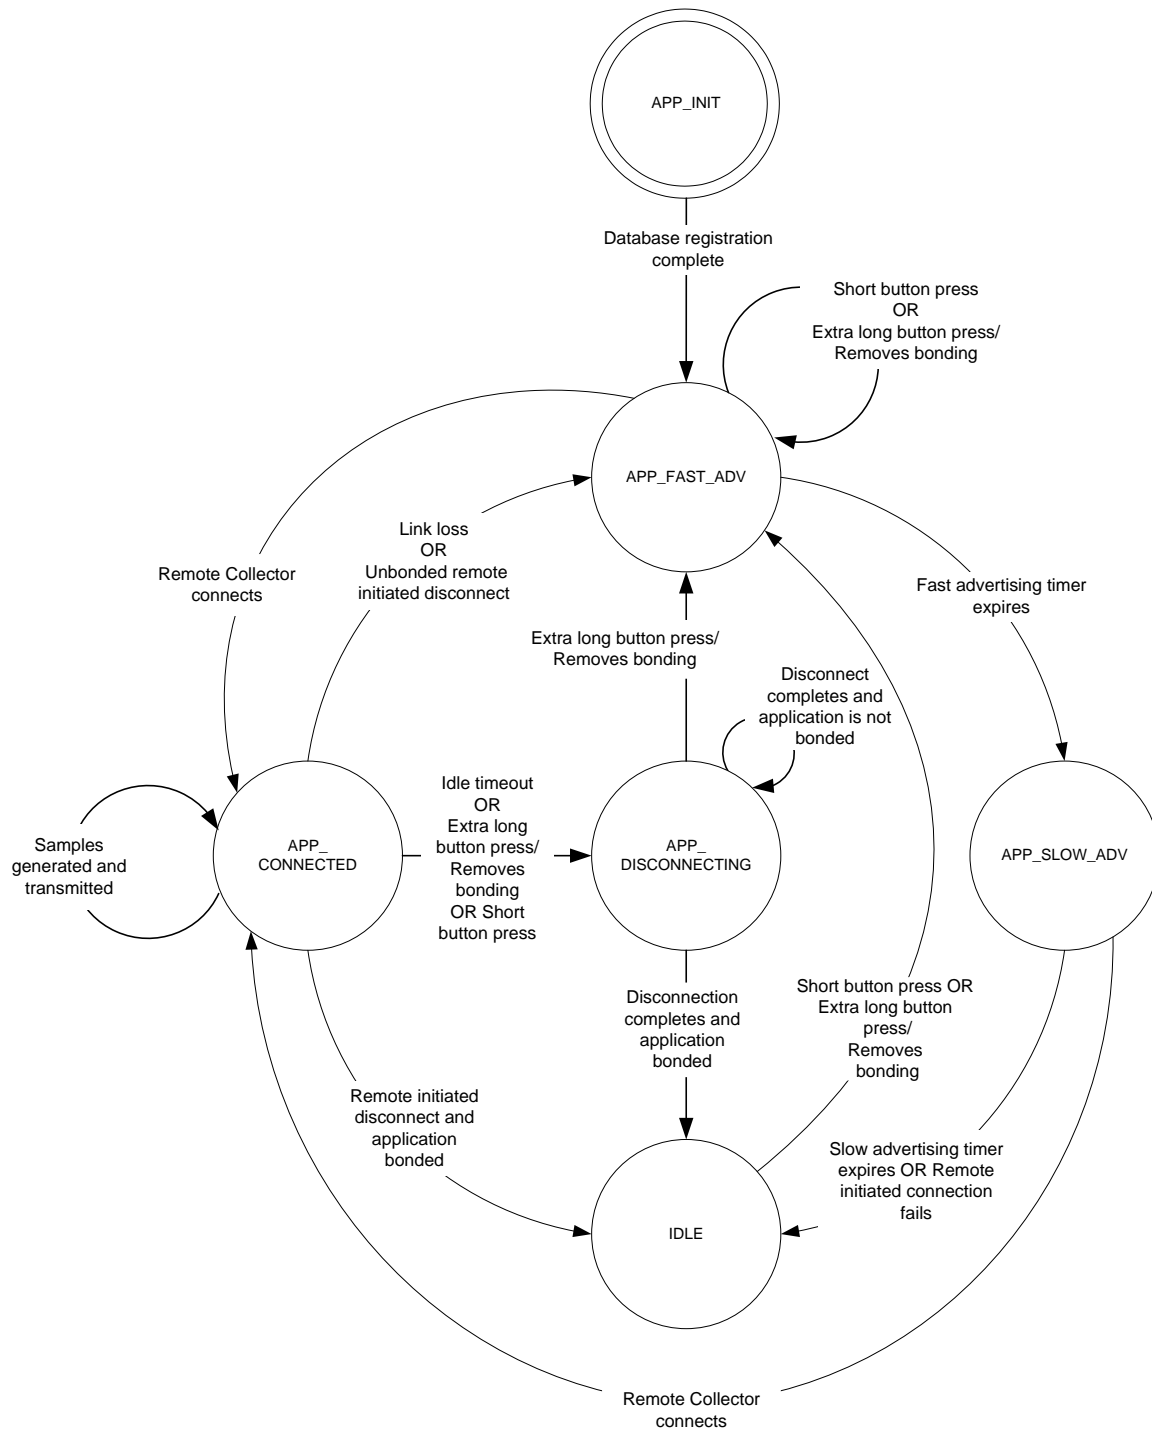 APP_INIT
Database registration
complete
Short button press
OR
Extra long button press/
Removes bonding
APP_FAST_ADV
Link loss
OR
Unbonded remote
initiated disconnect
Remote Collector
connects
Fast advertising timer
expires
Extra long button press/
Removes bonding
Disconnect
completes and
application is not
bonded
Idle timeout
OR
Extra long
button press/
Removes
bonding
OR Short
button press
Samples
generated and
transmitted
APP_
CONNECTED
APP_
DISCONNECTING
APP_SLOW_ADV
Disconnection
completes and
application
bonded
Short button press OR
Extra long button
press/
Removes
bonding
Remote initiated
disconnect and
application
bonded
Slow advertising timer
expires OR Remote
initiated connection
fails
IDLE
Remote Collector
connects